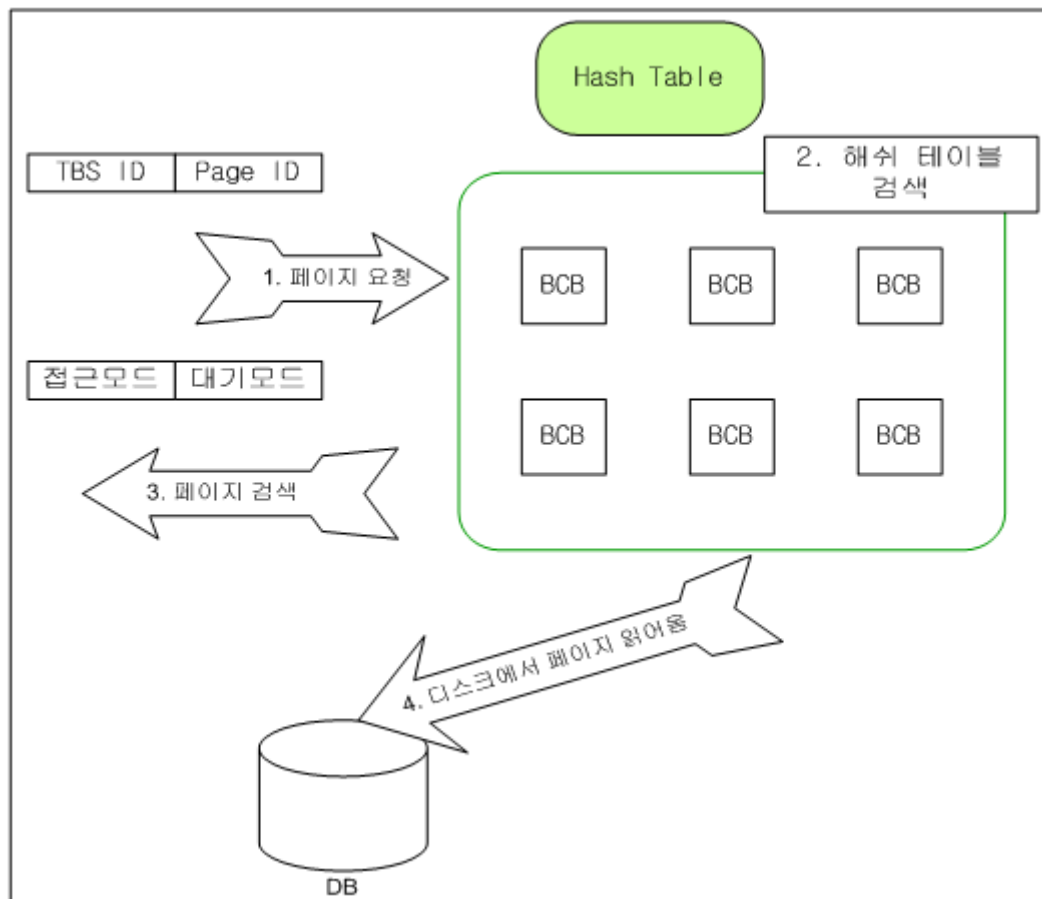 Hash Table
2. 해쉬 테이블
검색
TBS ID Page ID
1. 페이지 요청
BCB BCB BCB
접근모드 대기모드
BCB BCB BCB
3. 페이지 검색
4. 디스크에서 페이지 읽어옴
DB